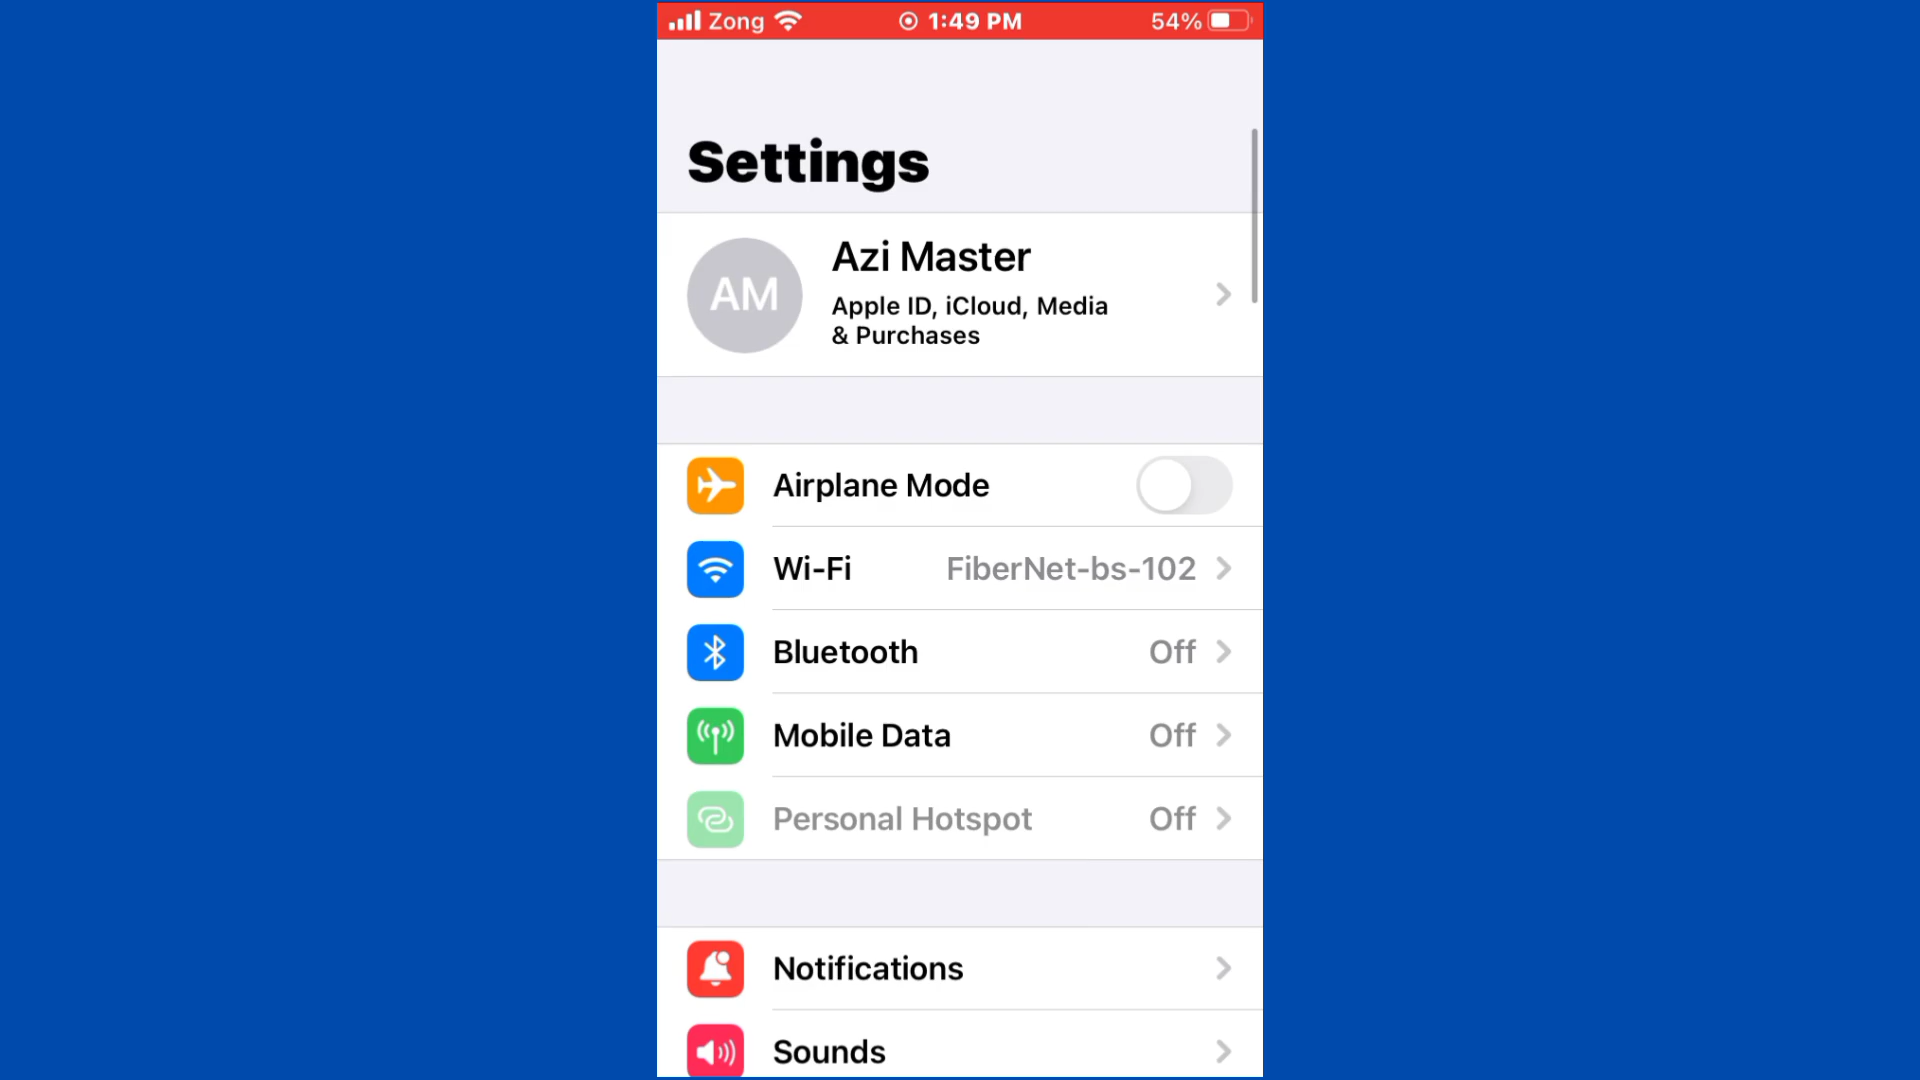 Zong 1:49 PM 54%
Settings
AM
Azi Master
Apple ID, iCloud, Media
& Purchases
Airplane Mode
Wi-Fi FiberNet-bs-102
Bluetooth Off
Mobile Data Off
Personal Hotspot Off
Notifications
Sounds